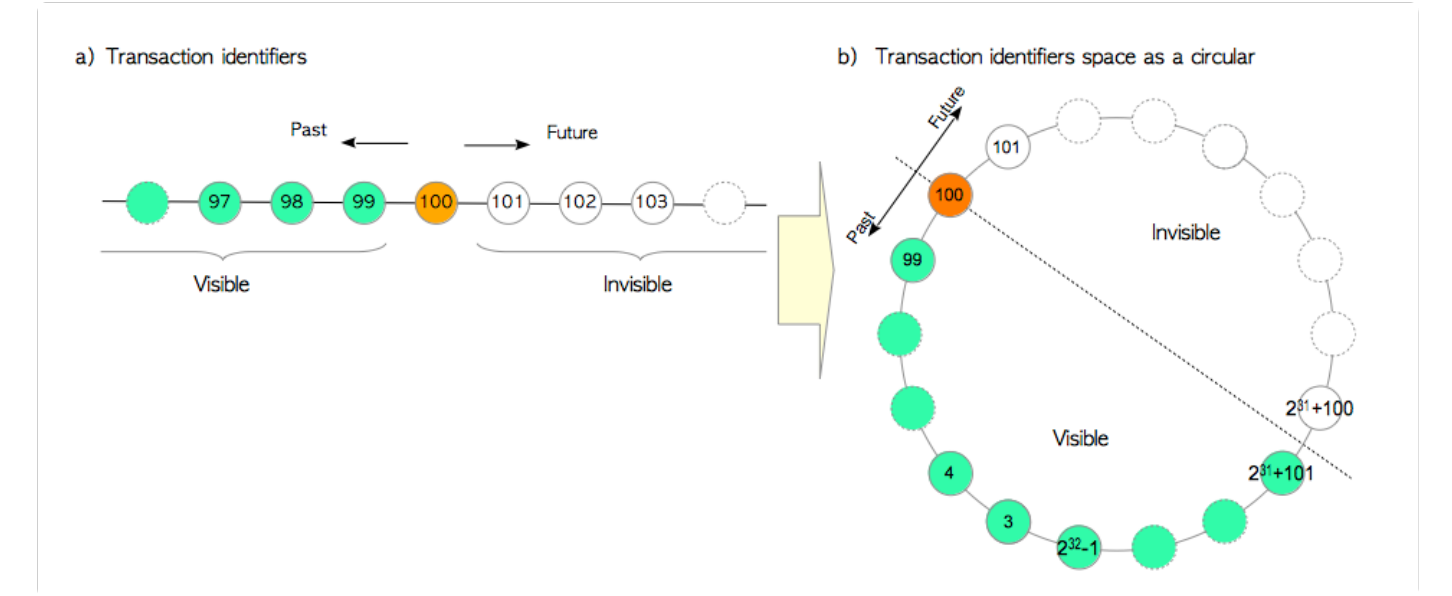 a) Transaction identifiers
Past
Future
97
98
99
100
101
102
103
Visible
Invisible
b) Transaction identifiers space as a circular
Future
Past
101
100
99
Invisible
2³¹+100
Visible
2³¹+101
4
3
2³²-1